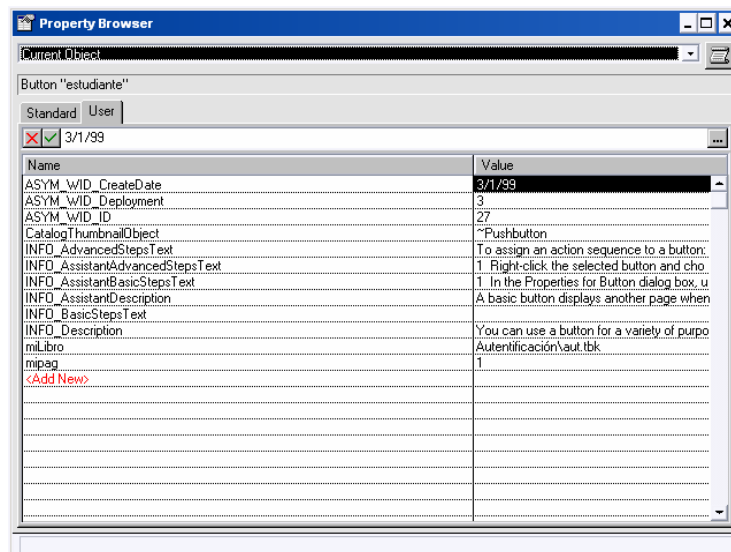 Property Browser
Current Object
Button "estudiante"
Standard User
3/1/99 ...
Name Value
ASYM_WID_CreateDate 3/1/99
ASYM_WID_Deployment 3
ASYM_WID_ID 27
CatalogThumbnailObject ~Pushbutton
INFO_AdvancedStepsText To assign an action sequence to a button:
INFO_AssistantAdvancedStepsText 1 Right-click the selected button and cho
INFO_AssistantBasicStepsText 1 In the Properties for Button dialog box, u
INFO_AssistantDescription A basic button displays another page when
INFO_BasicStepsText
INFO_Description You can use a button for a variety of purpo
miLibro Autentificación\aut.tbk
mipag 1
<Add New>